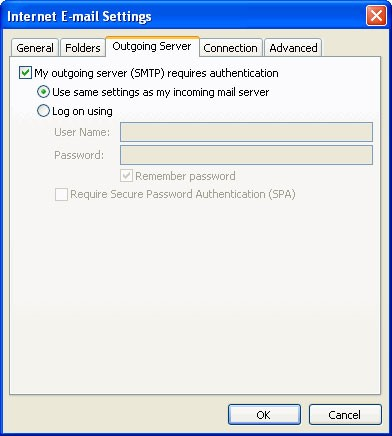 Internet E-mail Settings
General Folders Outgoing Server Connection Advanced
My outgoing server (SMTP) requires authentication
Use same settings as my incoming mail server
Log on using
User Name:
Password:
Remember password
Require Secure Password Authentication (SPA)
OK Cancel